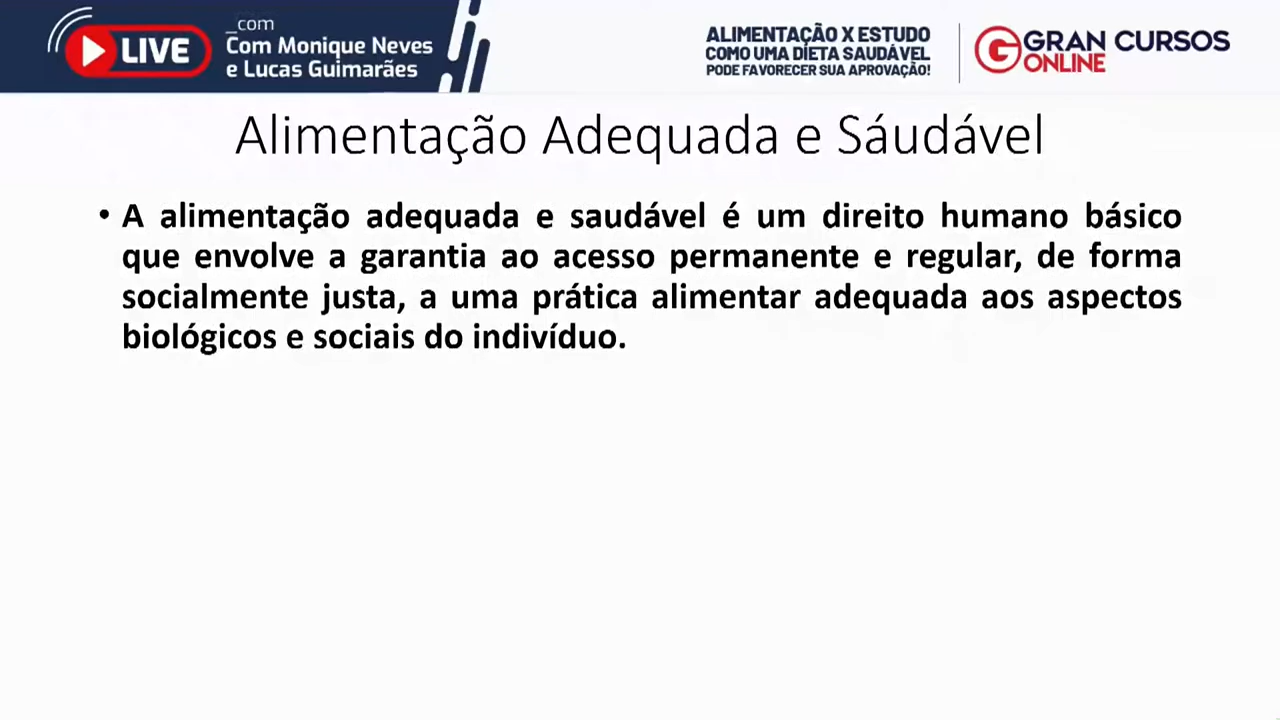 LIVE
_com
Com Monique Neves
e Lucas Guimarães
ALIMENTAÇÃO X ESTUDO
COMO UMA DIETA SAUDÁVEL
PODE FAVORECER SUA APROVAÇÃO!
G GRAN CURSOS
ONLINE
Alimentação Adequada e Sáudável
• A alimentação adequada e saudável é um direito humano básico
que envolve a garantia ao acesso permanente e regular, de forma
socialmente justa, a uma prática alimentar adequada aos aspectos
biológicos e sociais do indivíduo.